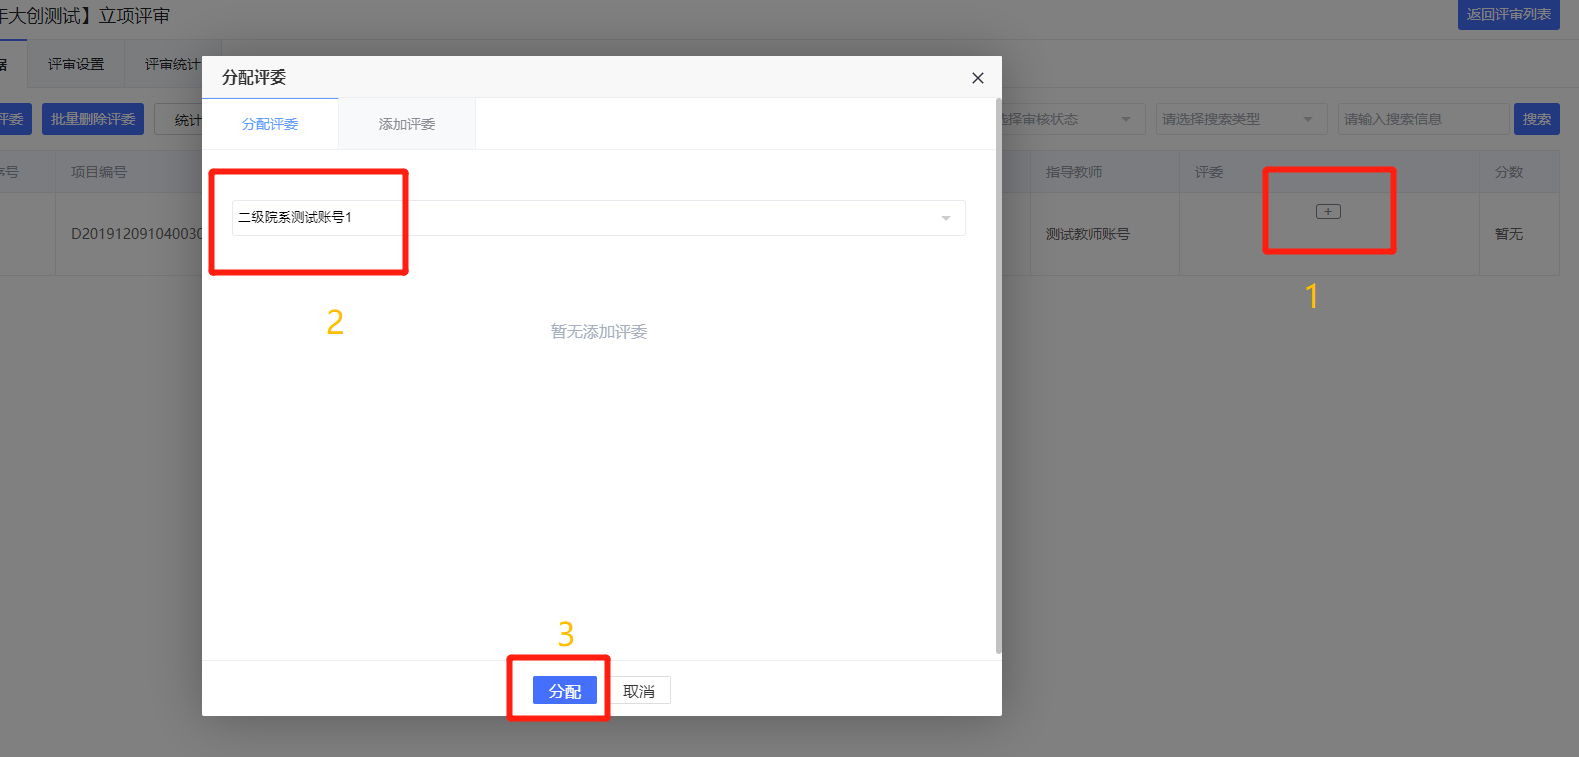 年大创测试】立项评审
返回评审列表
据
评审设置
评审统计
分配评委
评委
批量删除评委
统计
分配评委
添加评委
选择审核状态
请选择搜索类型
请输入搜索信息
搜索
序号
项目编号
指导教师
评委
分数
D20191209104003
测试教师账号
暂无
二级院系测试账号1
1
2
暂无添加评委
3
分配
取消